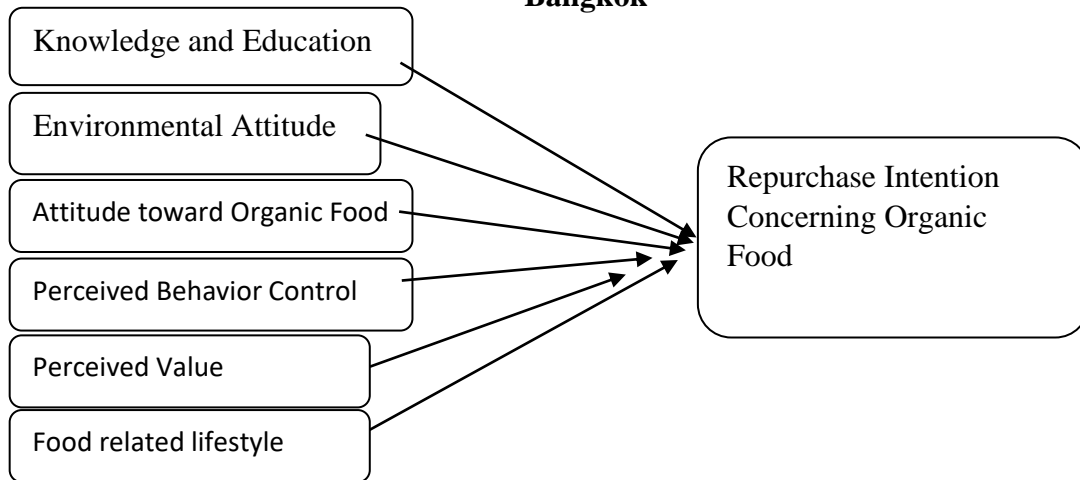 Bangkok
Knowledge and Education
Environmental Attitude
Attitude toward Organic Food
Perceived Behavior Control
Perceived Value
Food related lifestyle
Repurchase Intention
Concerning Organic
Food